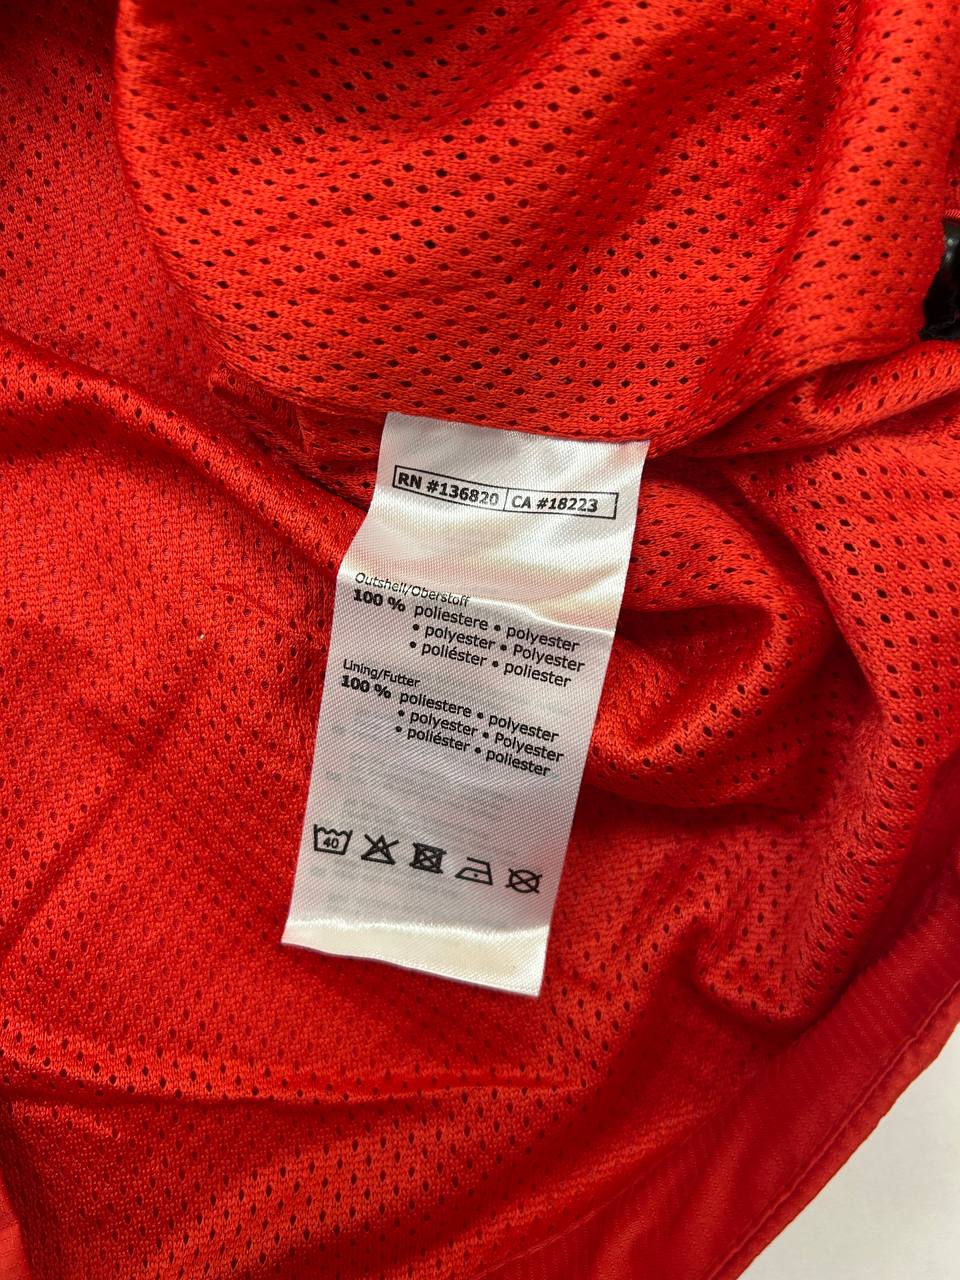 RN #136820 CA #18223
Outshell/Oberstoff
100 % poliestere • polyester
• polyester • Polyester
• poliéster • poliester
Lining/Futter
100 % poliestere • polyester
• polyester • Polyester
• poliéster • poliester
40